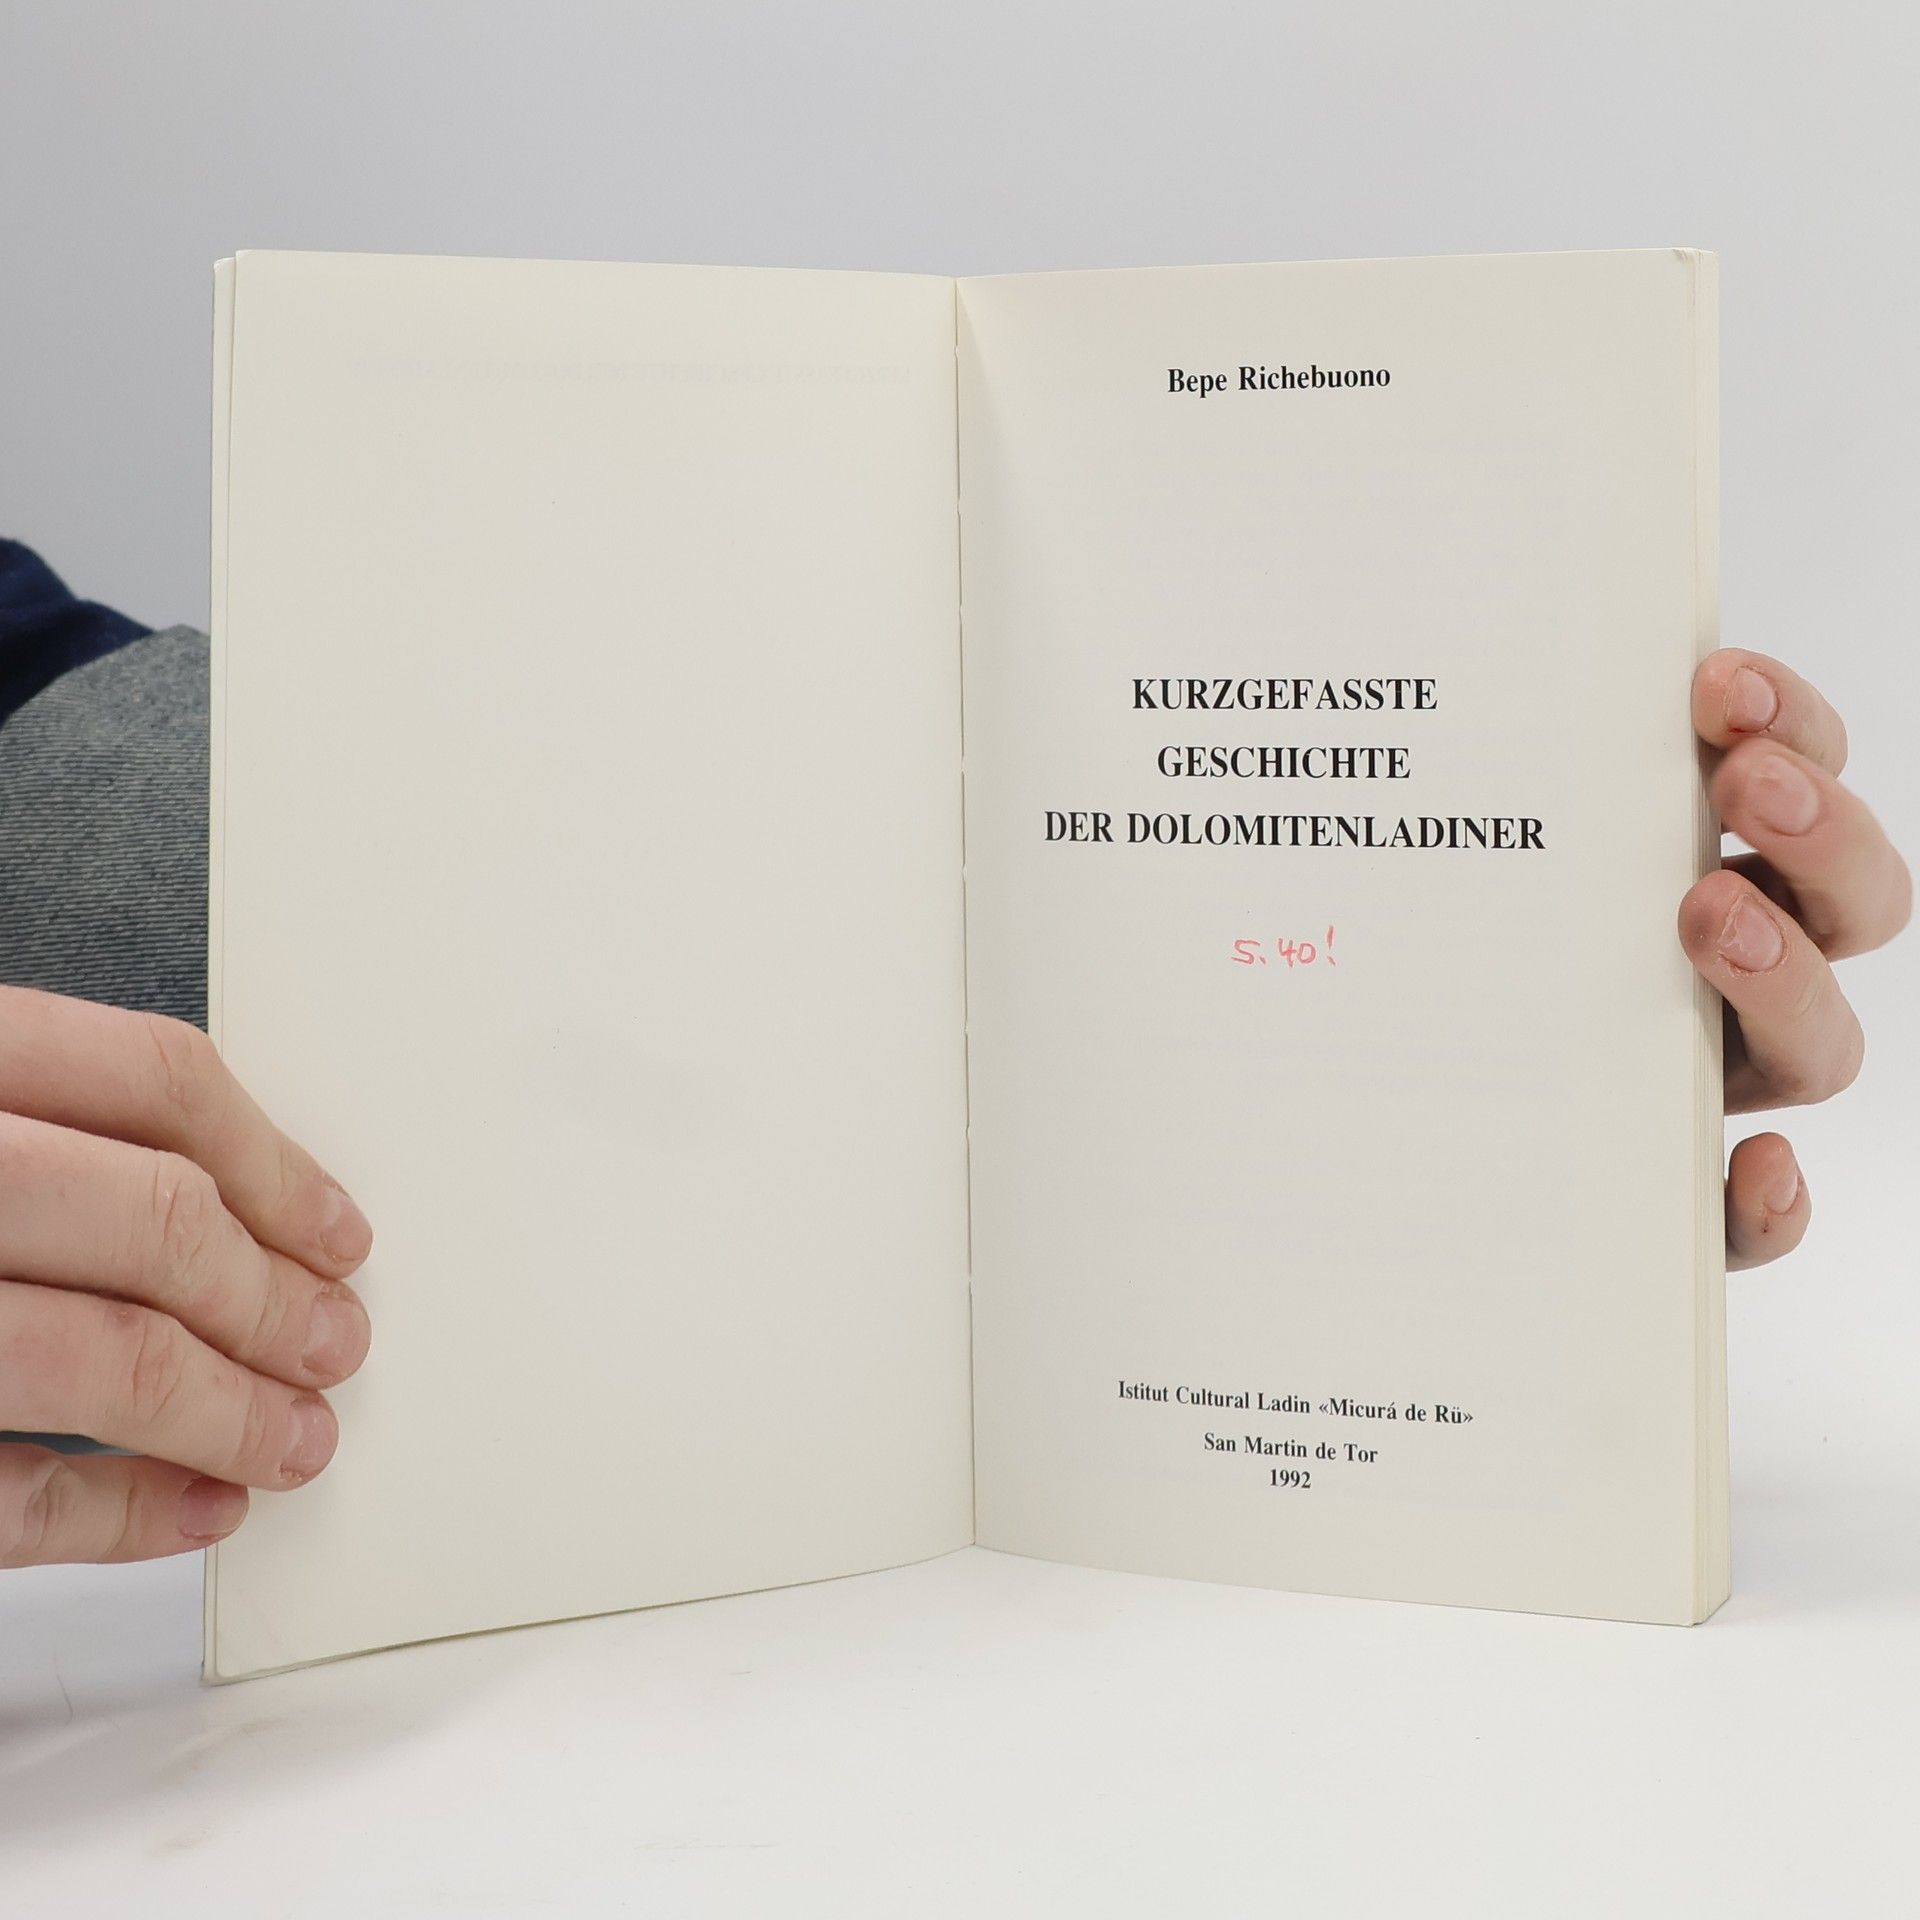 Bepe Richebuono
KURZGEFASSTE
GESCHICHTE
DER DOLOMITENLADINER
S. 40!
Istitut Cultural Ladin «Micurá de Rü»
San Martin de Tor
1992